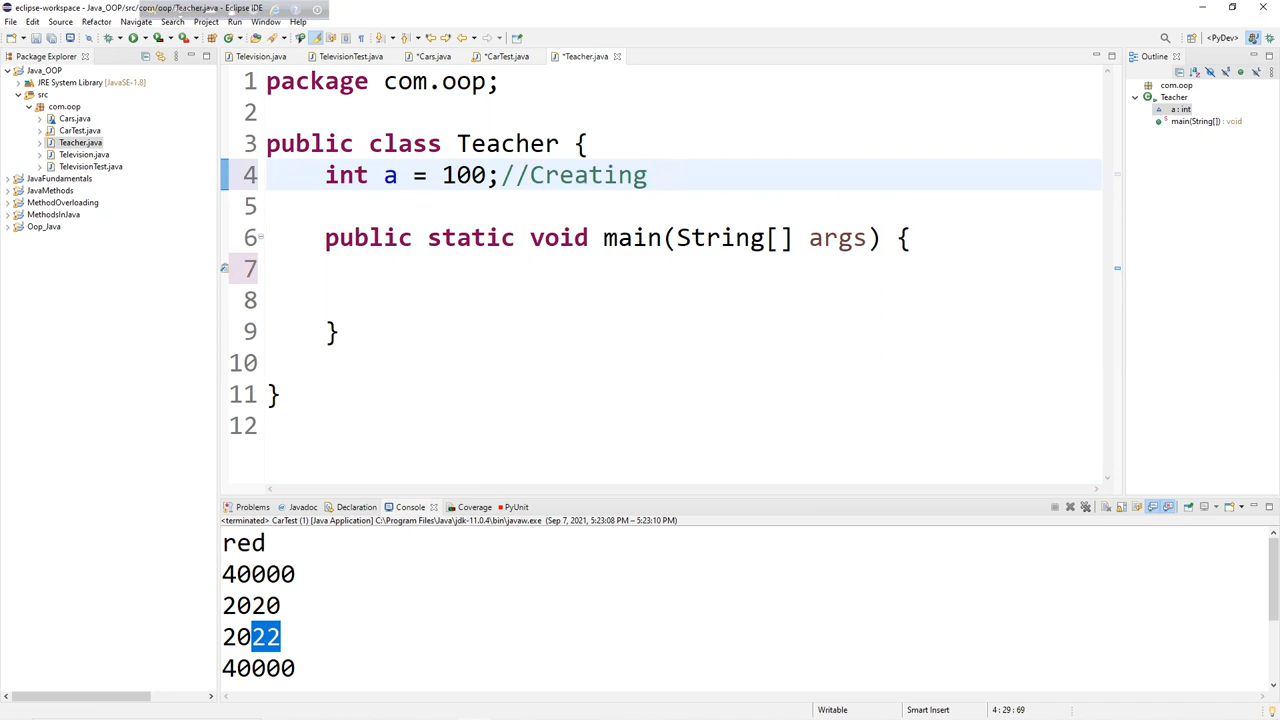 eclipse-workspace - Java_OOP/src/com/oop/Teacher.java - Eclipse IDE
File Edit Source Refactor Navigate Search Project Run Window Help
<PyDev>
Package Explorer
Television.java TelevisionTest.java *Cars.java *CarTest.java *Teacher.java
Outline
Java_OOP
JRE System Library [JavaSE-1.8]
src
com.oop
Cars.java
CarTest.java
Teacher.java
Television.java
TelevisionTest.java
JavaFundamentals
JavaMethods
MethodOverloading
MethodsInJava
Oop_Java
1 package com.oop;
2
3 public class Teacher {
4 int a = 100;//Creating
5
6 public static void main(String[] args) {
7
8
9 }
10
11 }
12
com.oop
Teacher
a : int
main(String[]) : void
Problems Javadoc Declaration Console Coverage PyUnit
<terminated> CarTest (1) [Java Application] C:\Program Files\Java\jdk-11.0.4\bin\javaw.exe (Sep 7, 2021, 5:23:08 PM – 5:23:10 PM)
red
40000
2020
2022
40000
Writable Smart Insert 4 : 29 : 69